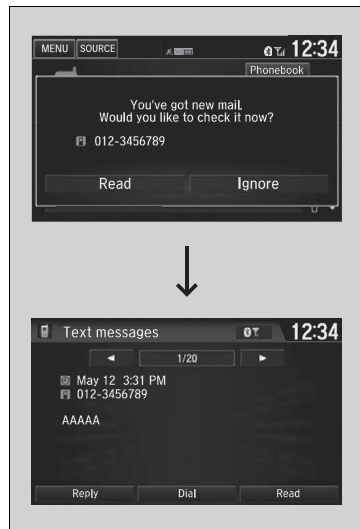 MENU SOURCE 12:34
Phonebook
You've got new mail.
Would you like to check it now?
012-3456789
Read Ignore
Text messages 12:34
1/20
May 12 3:31 PM
012-3456789
AAAAA
Reply Dial Read